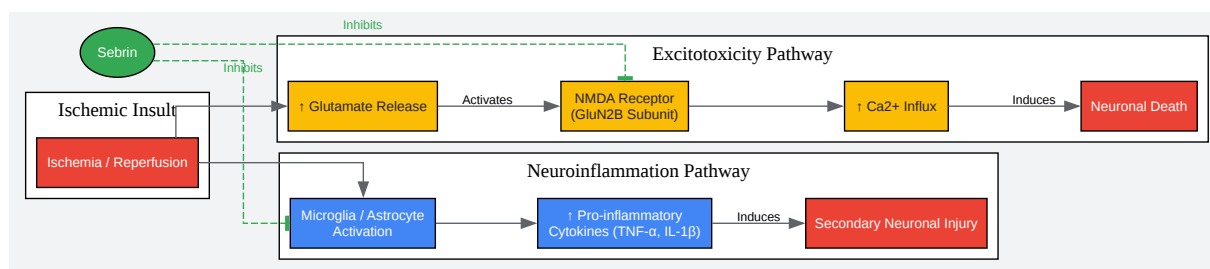 Inhibits
Sebrin
Inhibits
Excitotoxicity Pathway
↑ Glutamate Release
Activates
NMDA Receptor
(GluN2B Subunit)
↑ Ca2+ Influx
Induces
Neuronal Death
Ischemic Insult
Ischemia / Reperfusion
Neuroinflammation Pathway
Microglia / Astrocyte
Activation
↑ Pro-inflammatory
Cytokines (TNF-α, IL-1β)
Induces
Secondary Neuronal Injury